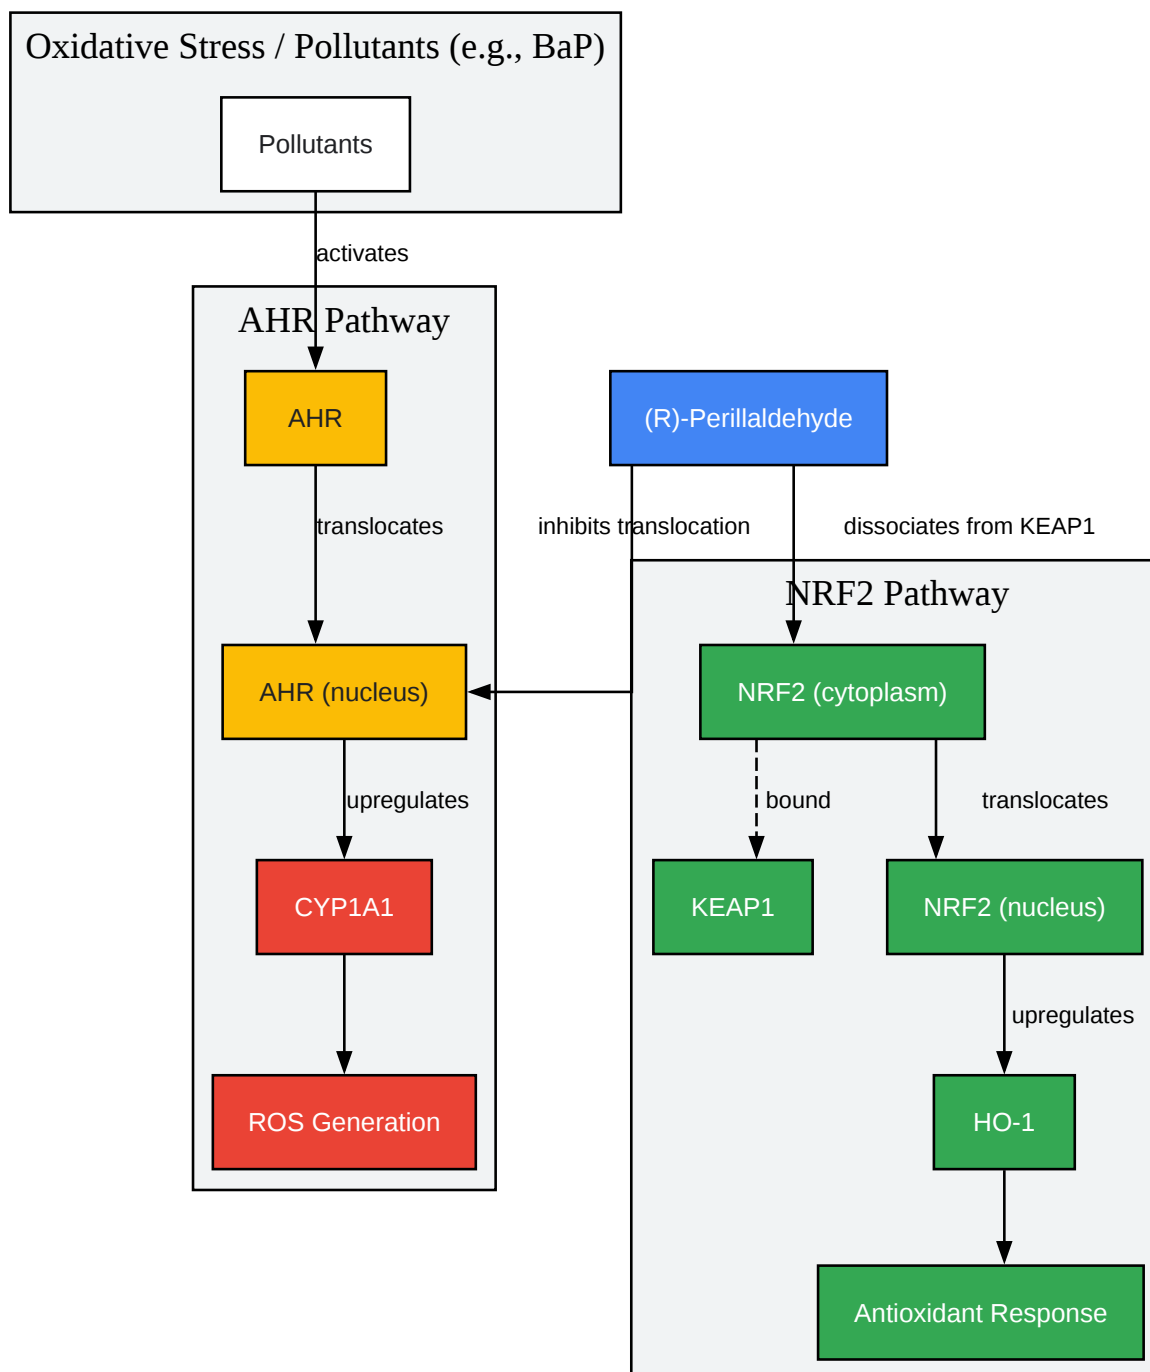 Oxidative Stress / Pollutants (e.g., BaP)
Pollutants
activates
AHR Pathway
AHR
(R)-Perillaldehyde
translocates
inhibits translocation
dissociates from KEAP1
NRF2 Pathway
AHR (nucleus)
NRF2 (cytoplasm)
upregulates
bound
translocates
CYP1A1
KEAP1
NRF2 (nucleus)
upregulates
ROS Generation
HO-1
Antioxidant Response